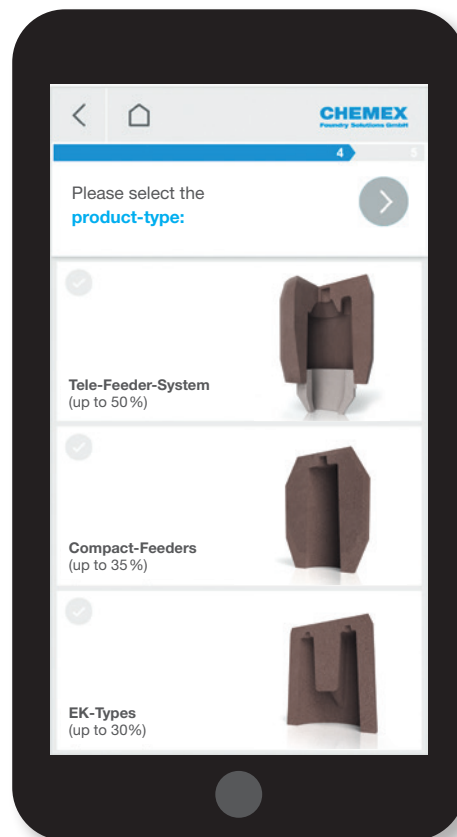 CHEMEX
Foundry Solutions GmbH
4 5
Please select the
product-type:
Tele-Feeder-System
(up to 50 %)
Compact-Feeders
(up to 35 %)
EK-Types
(up to 30%)